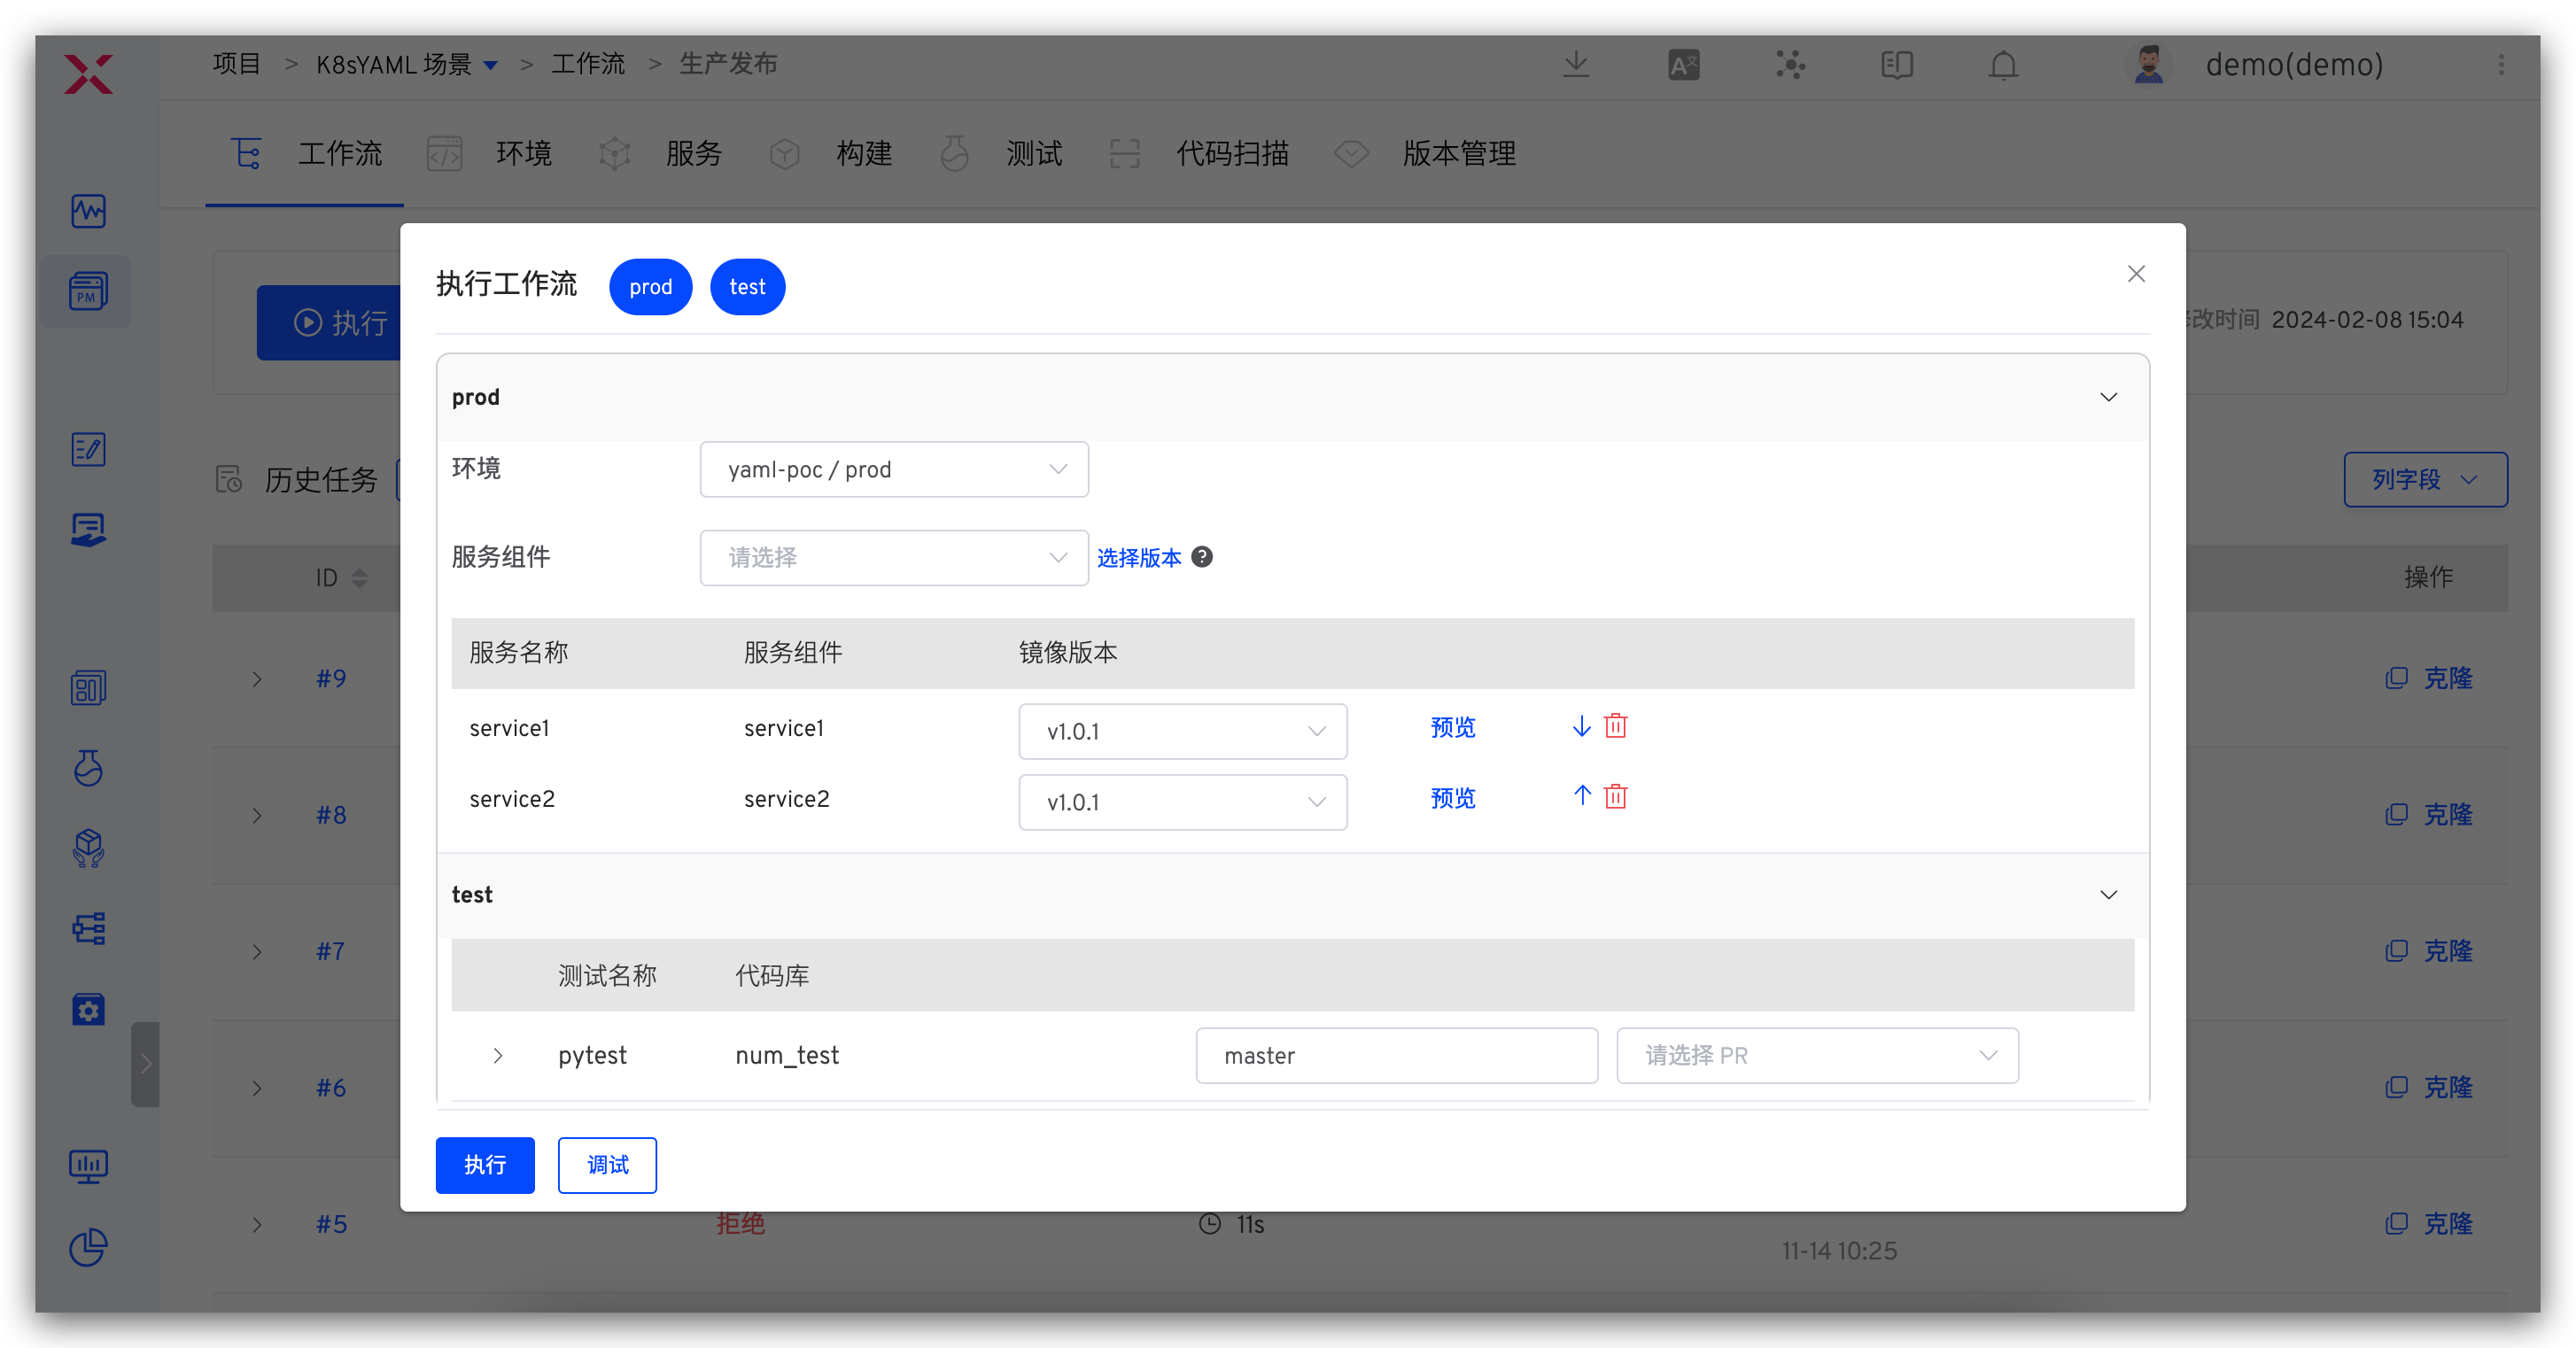 项目 > K8sYAML 场景 > 工作流 > 生产发布
demo(demo)
工作流 环境 服务 构建 测试 代码扫描 版本管理
PM
执行
改时间 2024-02-08 15:04
历史任务
列字段
ID
操作
#9 克隆
#8 克隆
#7 克隆
#6 克隆
#5 拒绝 11s 克隆
11-14 10:25
执行工作流 prod test
prod
环境 yaml-poc / prod
服务组件 请选择 选择版本 ?
服务名称 服务组件 镜像版本
service1 service1 v1.0.1 预览
service2 service2 v1.0.1 预览
test
测试名称 代码库
pytest num_test master 请选择 PR
执行 调试